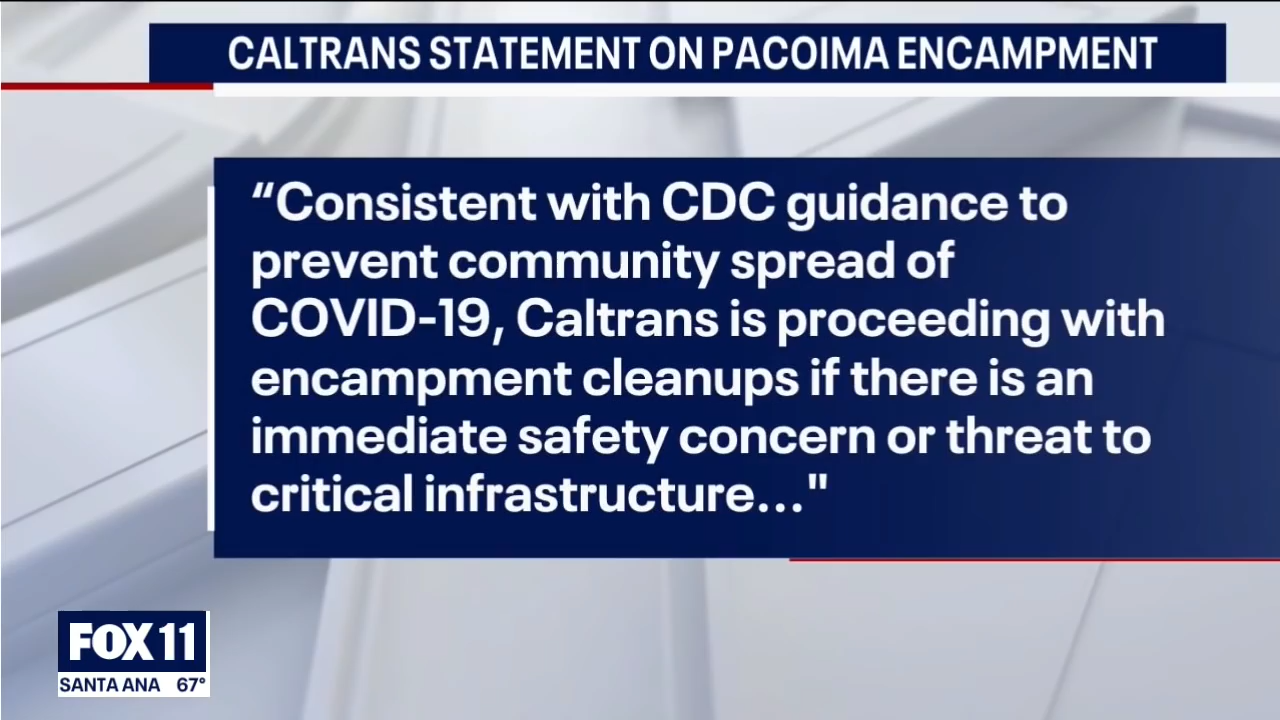 CALTRANS STATEMENT ON PACOIMA ENCAMPMENT
“Consistent with CDC guidance to
prevent community spread of
COVID-19, Caltrans is proceeding with
encampment cleanups if there is an
immediate safety concern or threat to
critical infrastructure..."
FOX 11
SANTA ANA 67°